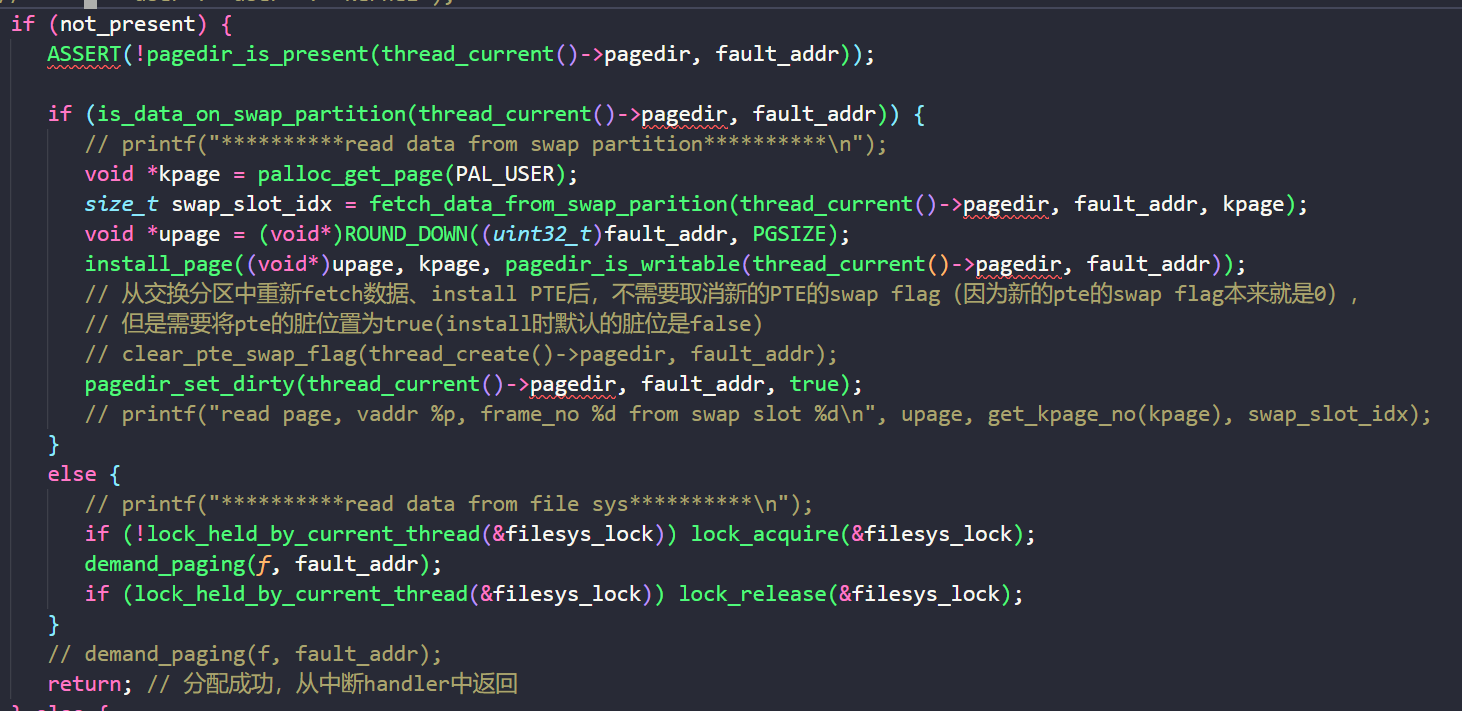 if (not_present) {
ASSERT(!pagedir_is_present(thread_current()->pagedir, fault_addr));
if (is_data_on_swap_partition(thread_current()->pagedir, fault_addr)) {
// printf("**********read data from swap partition**********\n");
void *kpage = palloc_get_page(PAL_USER);
size_t swap_slot_idx = fetch_data_from_swap_parition(thread_current()->pagedir, fault_addr, kpage);
void *upage = (void*)ROUND_DOWN((uint32_t)fault_addr, PGSIZE);
install_page((void*)upage, kpage, pagedir_is_writable(thread_current()->pagedir, fault_addr));
// 从交换分区中重新fetch数据、install PTE后，不需要取消新的PTE的swap flag（因为新的pte的swap flag本来就是0），
// 但是需要将pte的脏位置为true(install时默认的脏位是false)
// clear_pte_swap_flag(thread_create()->pagedir, fault_addr);
pagedir_set_dirty(thread_current()->pagedir, fault_addr, true);
// printf("read page, vaddr %p, frame_no %d from swap slot %d\n", upage, get_kpage_no(kpage), swap_slot_idx);
}
else {
// printf("**********read data from file sys**********\n");
if (!lock_held_by_current_thread(&filesys_lock)) lock_acquire(&filesys_lock);
demand_paging(f, fault_addr);
if (lock_held_by_current_thread(&filesys_lock)) lock_release(&filesys_lock);
}
// demand_paging(f, fault_addr);
return; // 分配成功，从中断handler中返回